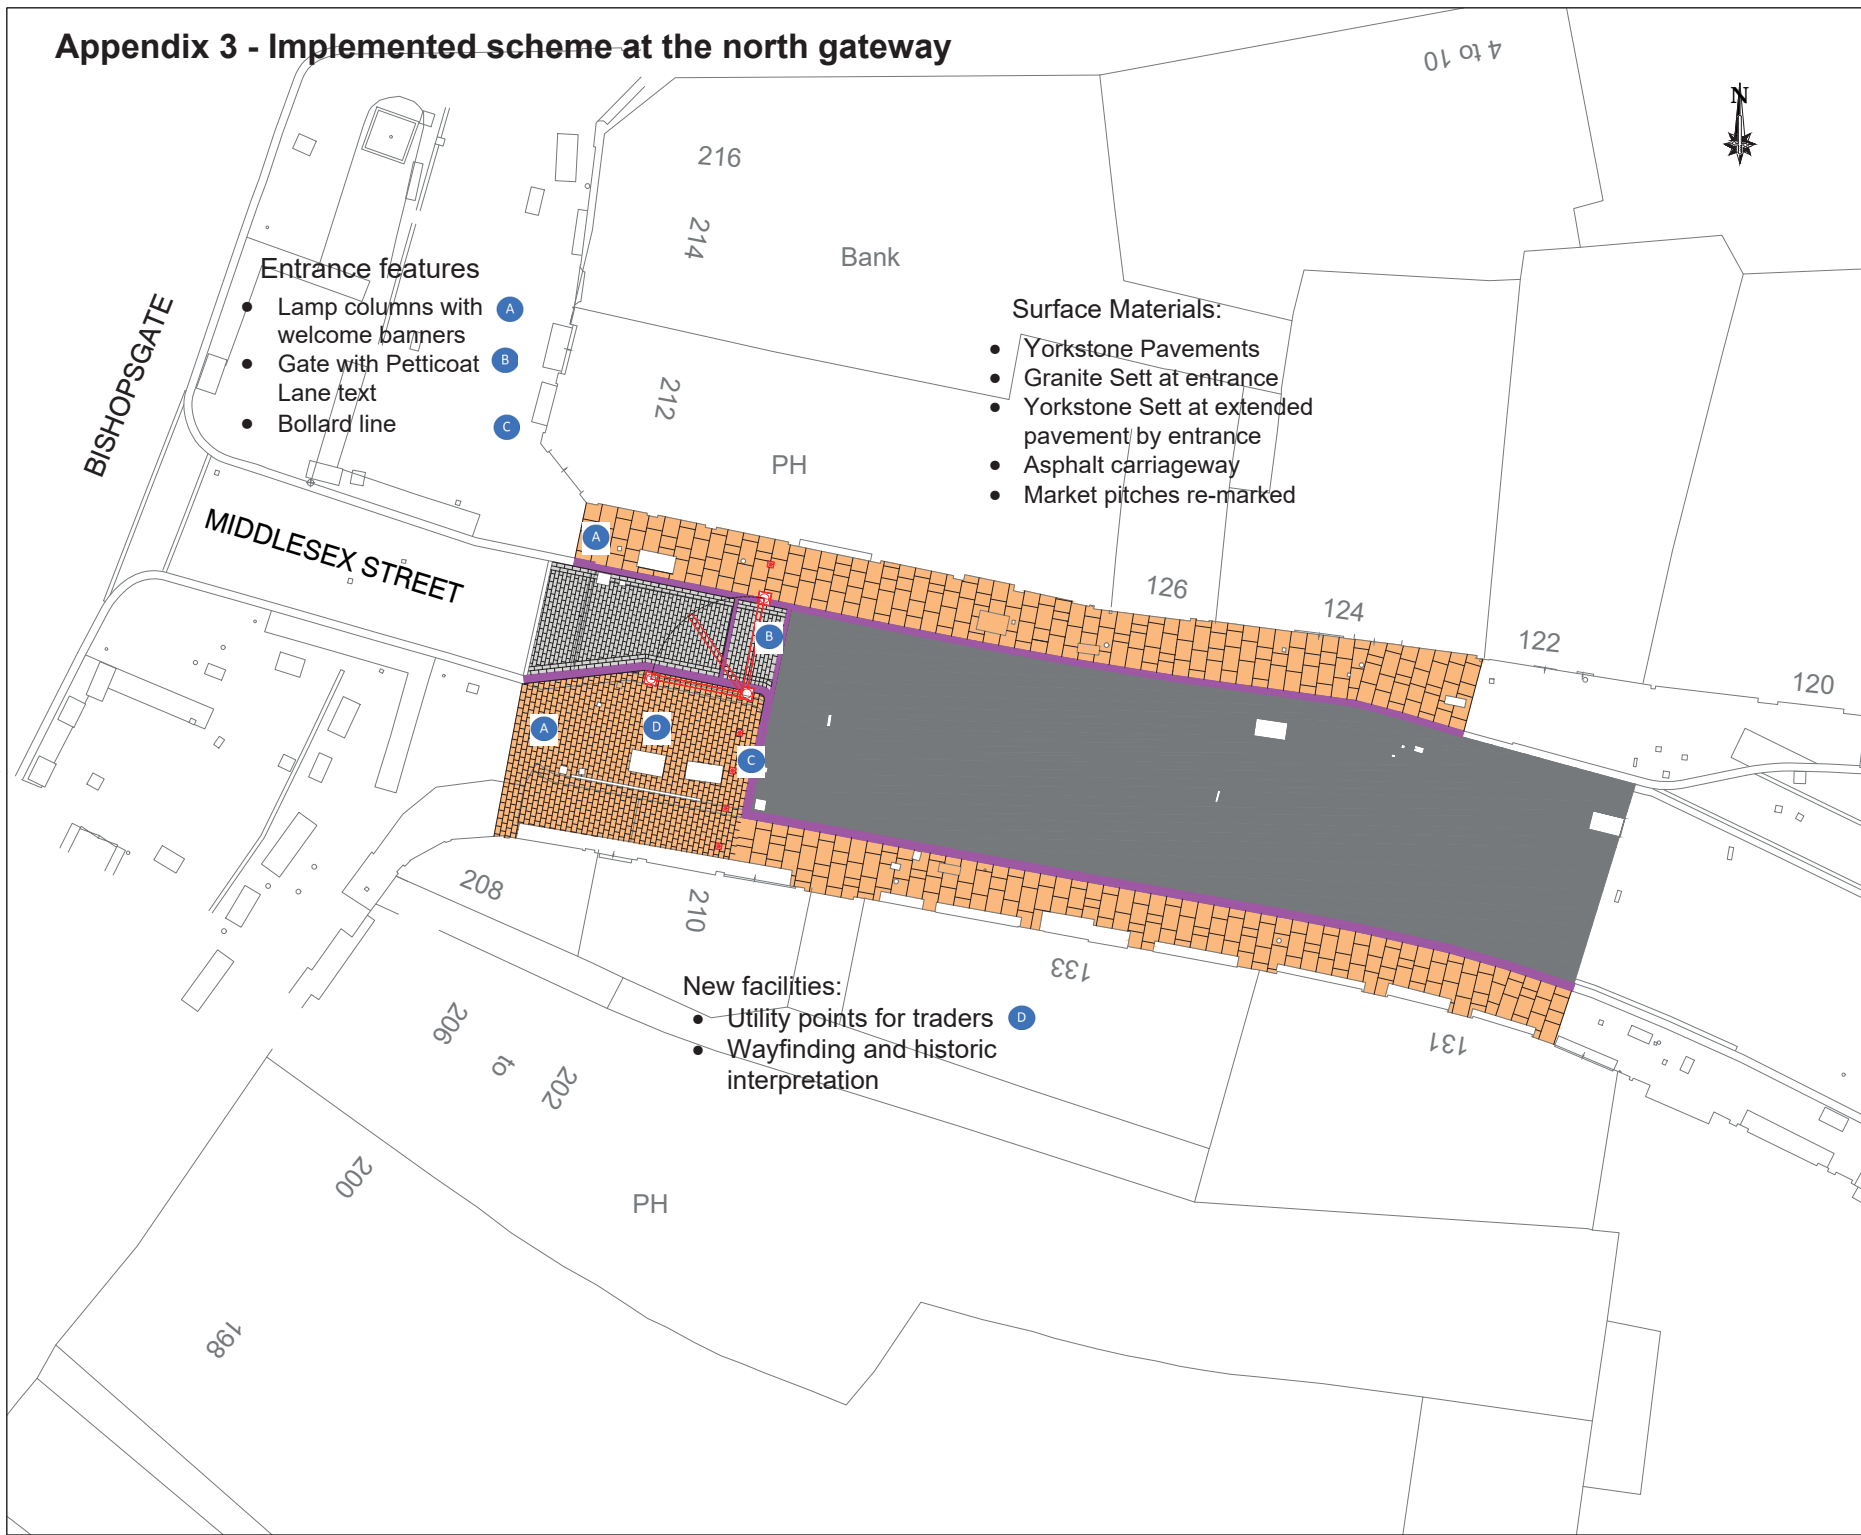 Appendix 3 - Implemented scheme at the north gateway
4 to 10
N
216
214
Bank
Entrance features
• Lamp columns with A
welcome banners
• Gate with Petticoat B
Lane text
• Bollard line C
Surface Materials:
• Yorkstone Pavements
• Granite Sett at entrance
• Yorkstone Sett at extended
pavement by entrance
• Asphalt carriageway
• Market pitches re-marked
BISHOPSGATE
212
PH
MIDDLESEX STREET
A
126
124
122
120
B
A
D
C
208
210
133
131
New facilities:
• Utility points for traders D
• Wayfinding and historic
interpretation
206
to
202
200
PH
198